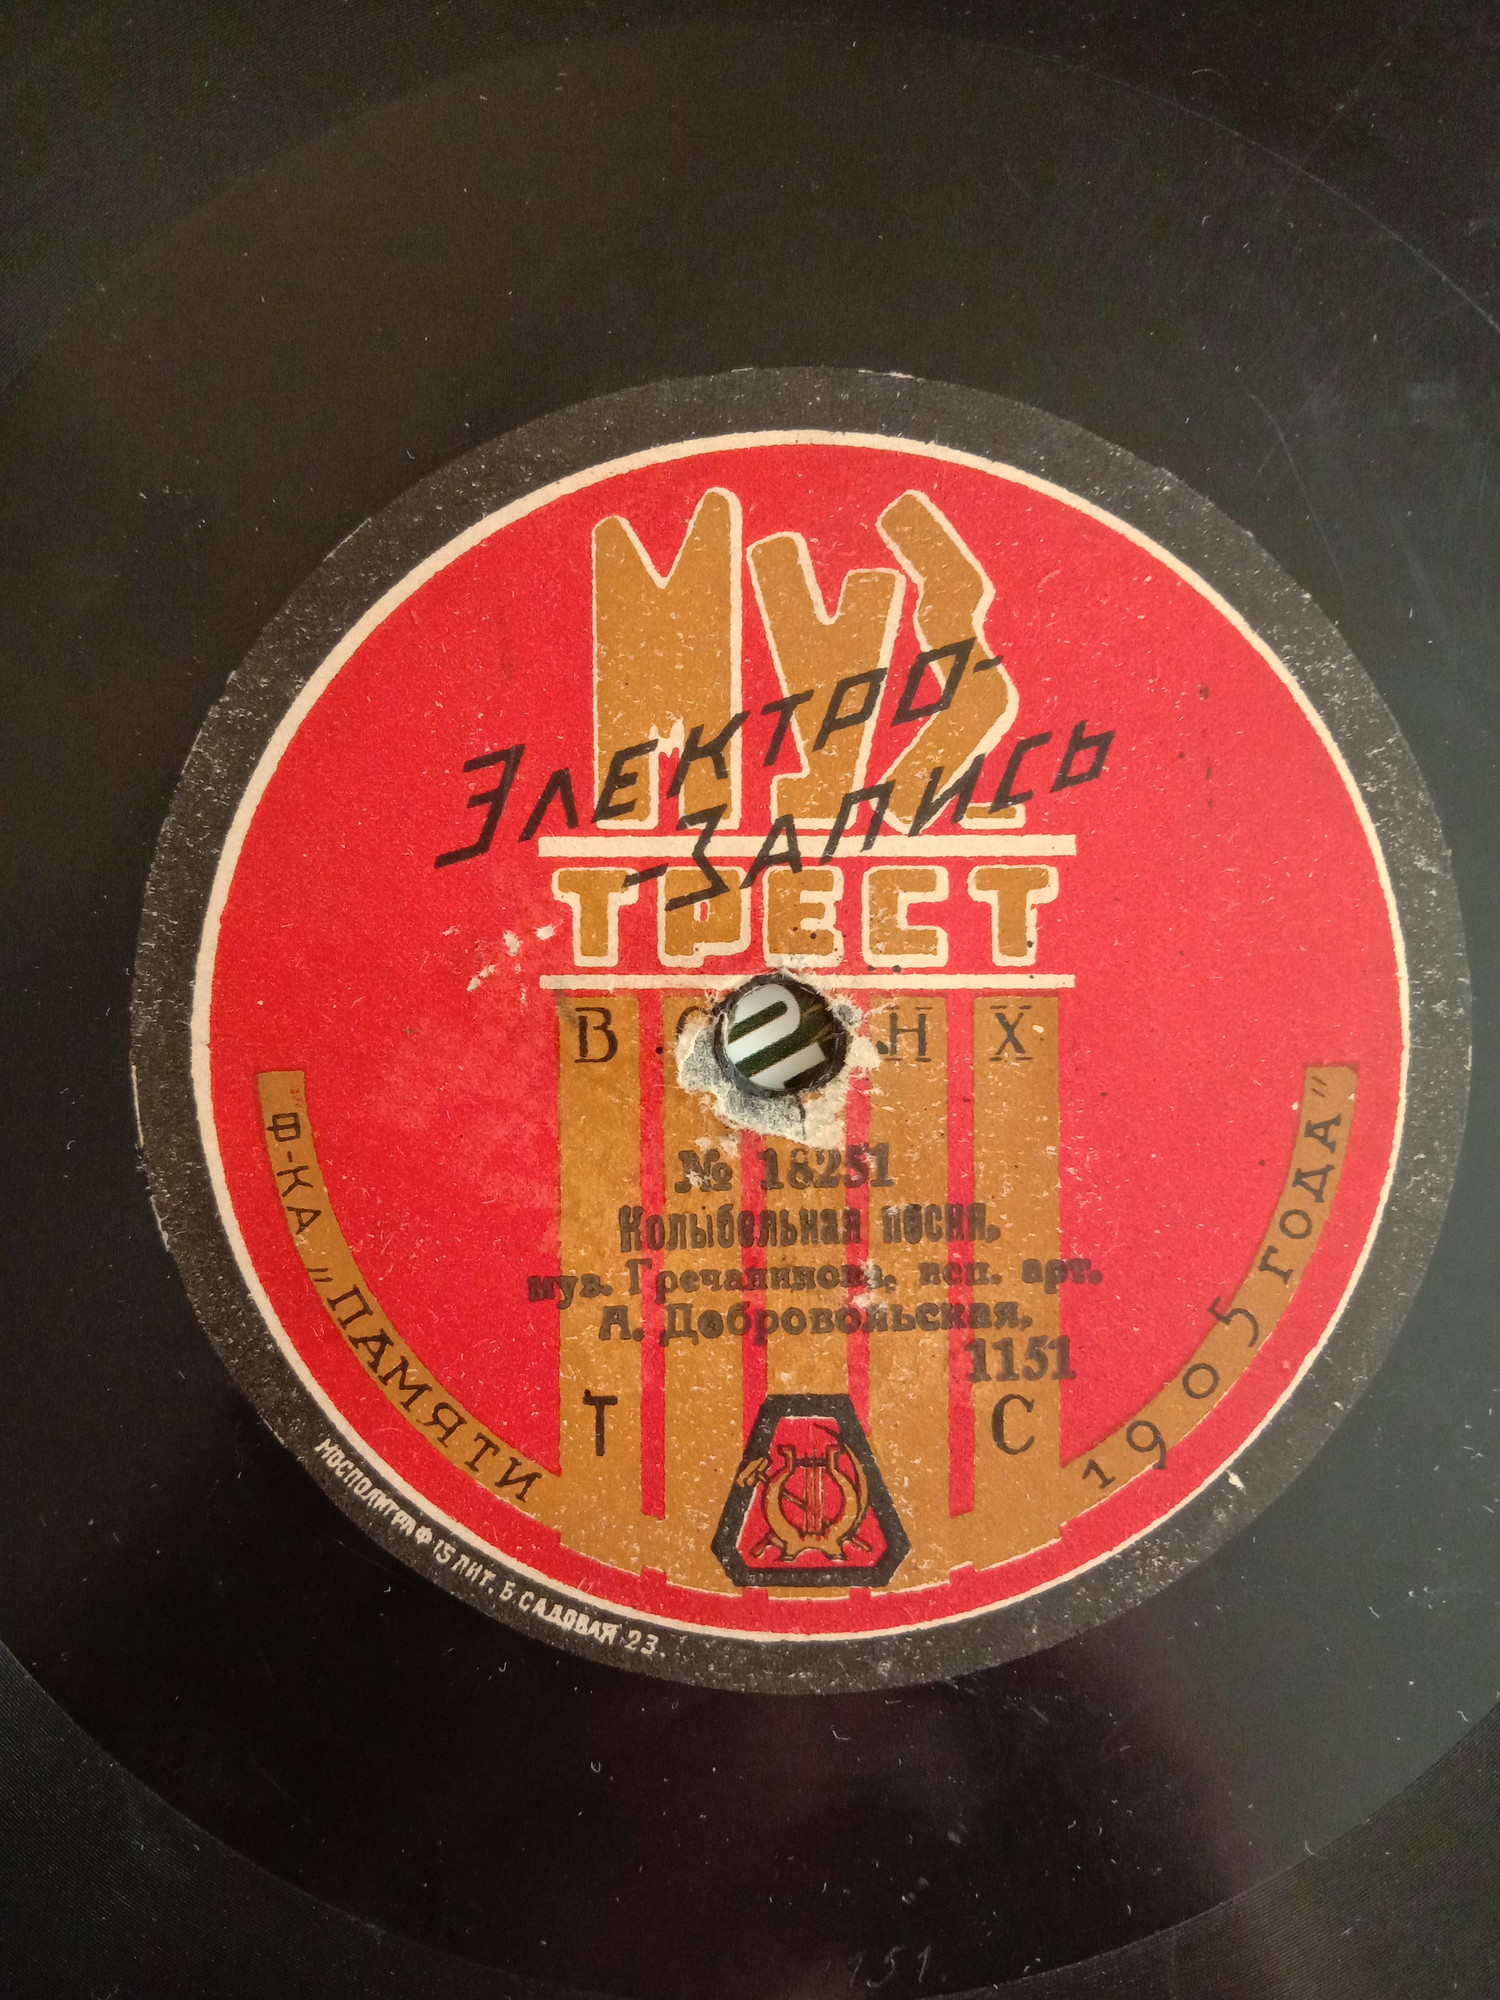 МУЗ
ЭЛЕКТРО-
-ЗАПИСЬ
ТРЕСТ
В С Н Х
№ 18251
Колыбельная песня,
муз. Гречанинова, исп. арт.
А. Добровольская,
1151
Т С
Ф-КА „ПАМЯТИ 1905 ГОДА"
МОСПОЛИГРАФ 15 ЛИТ. Б. САДОВАЯ 23.
151.